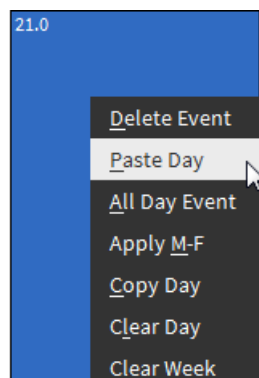 21.0
Delete Event
Paste Day
All Day Event
Apply M-F
Copy Day
Clear Day
Clear Week